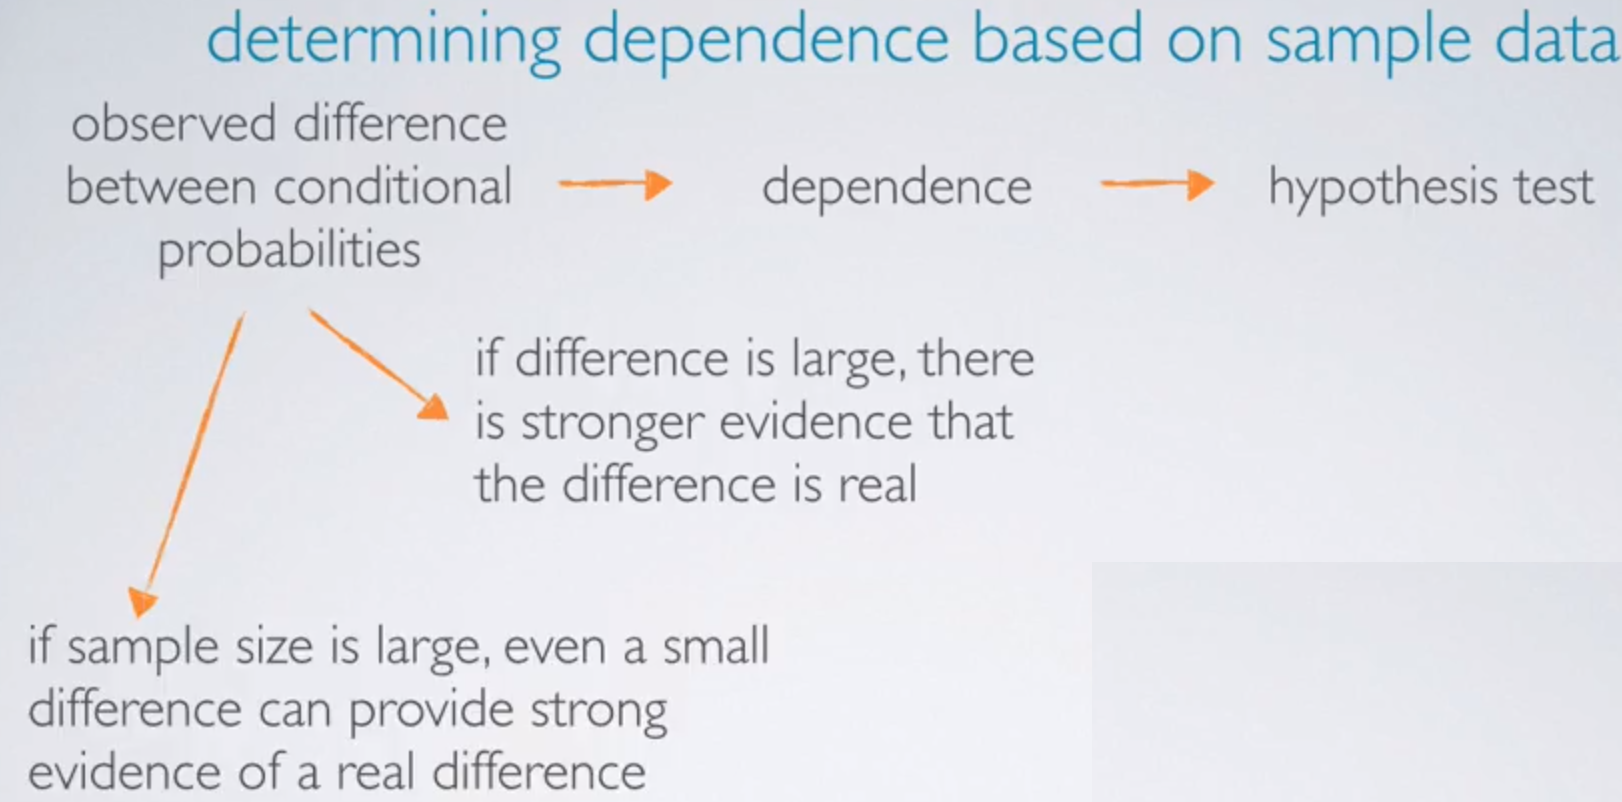 determining dependence based on sample data
observed difference
between conditional
probabilities
dependence
hypothesis test
if difference is large, there
is stronger evidence that
the difference is real
if sample size is large, even a small
difference can provide strong
evidence of a real difference